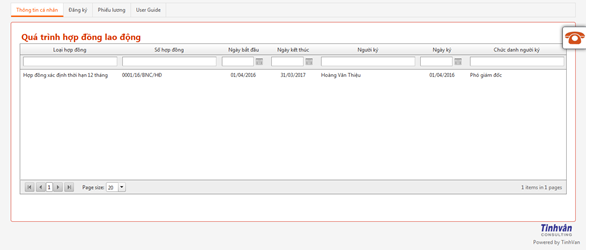 Thông tin cá nhân Đăng ký Phiếu lương User Guide
Quá trình hợp đồng lao động
Loại hợp đồng Số hợp đồng Ngày bắt đầu Ngày kết thúc Người ký Ngày ký Chức danh người ký
Hợp đồng xác định thời hạn 12 tháng 0001/16/BNC/HĐ 01/04/2016 31/03/2017 Hoàng Văn Thiệu 01/04/2016 Phó giám đốc
1 Page size: 20 1 items in 1 pages
Tinhvân
CONSULTING
Powered by TinhVan